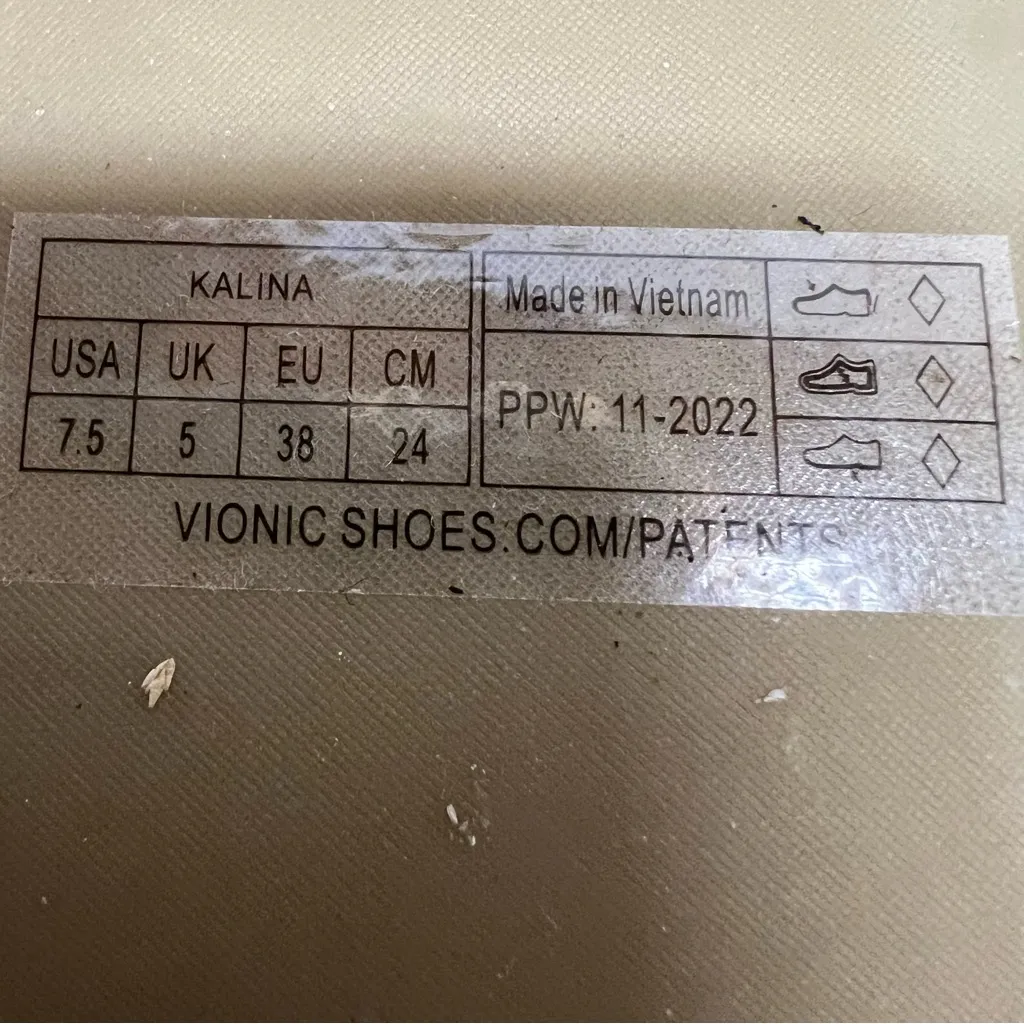 KALINA
USA UK EU CM
7.5 5 38 24
Made in Vietnam
PPW: 11-2022
VIONIC SHOES.COM/PATENTS